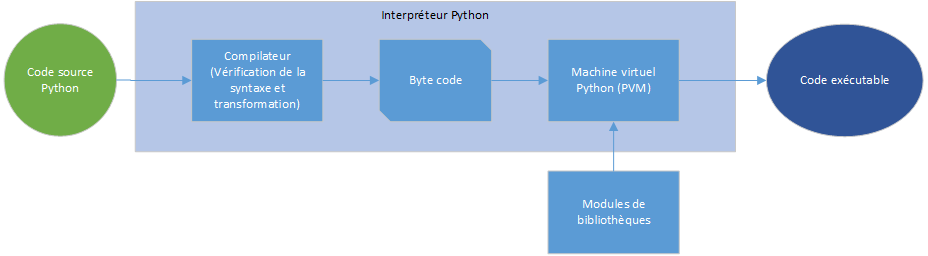 Interpréteur Python
Code source
Python
Compilateur
(Vérification de la
syntaxe et
transformation)
Byte code
Machine virtuel
Python (PVM)
Code exécutable
Modules de
bibliothèques